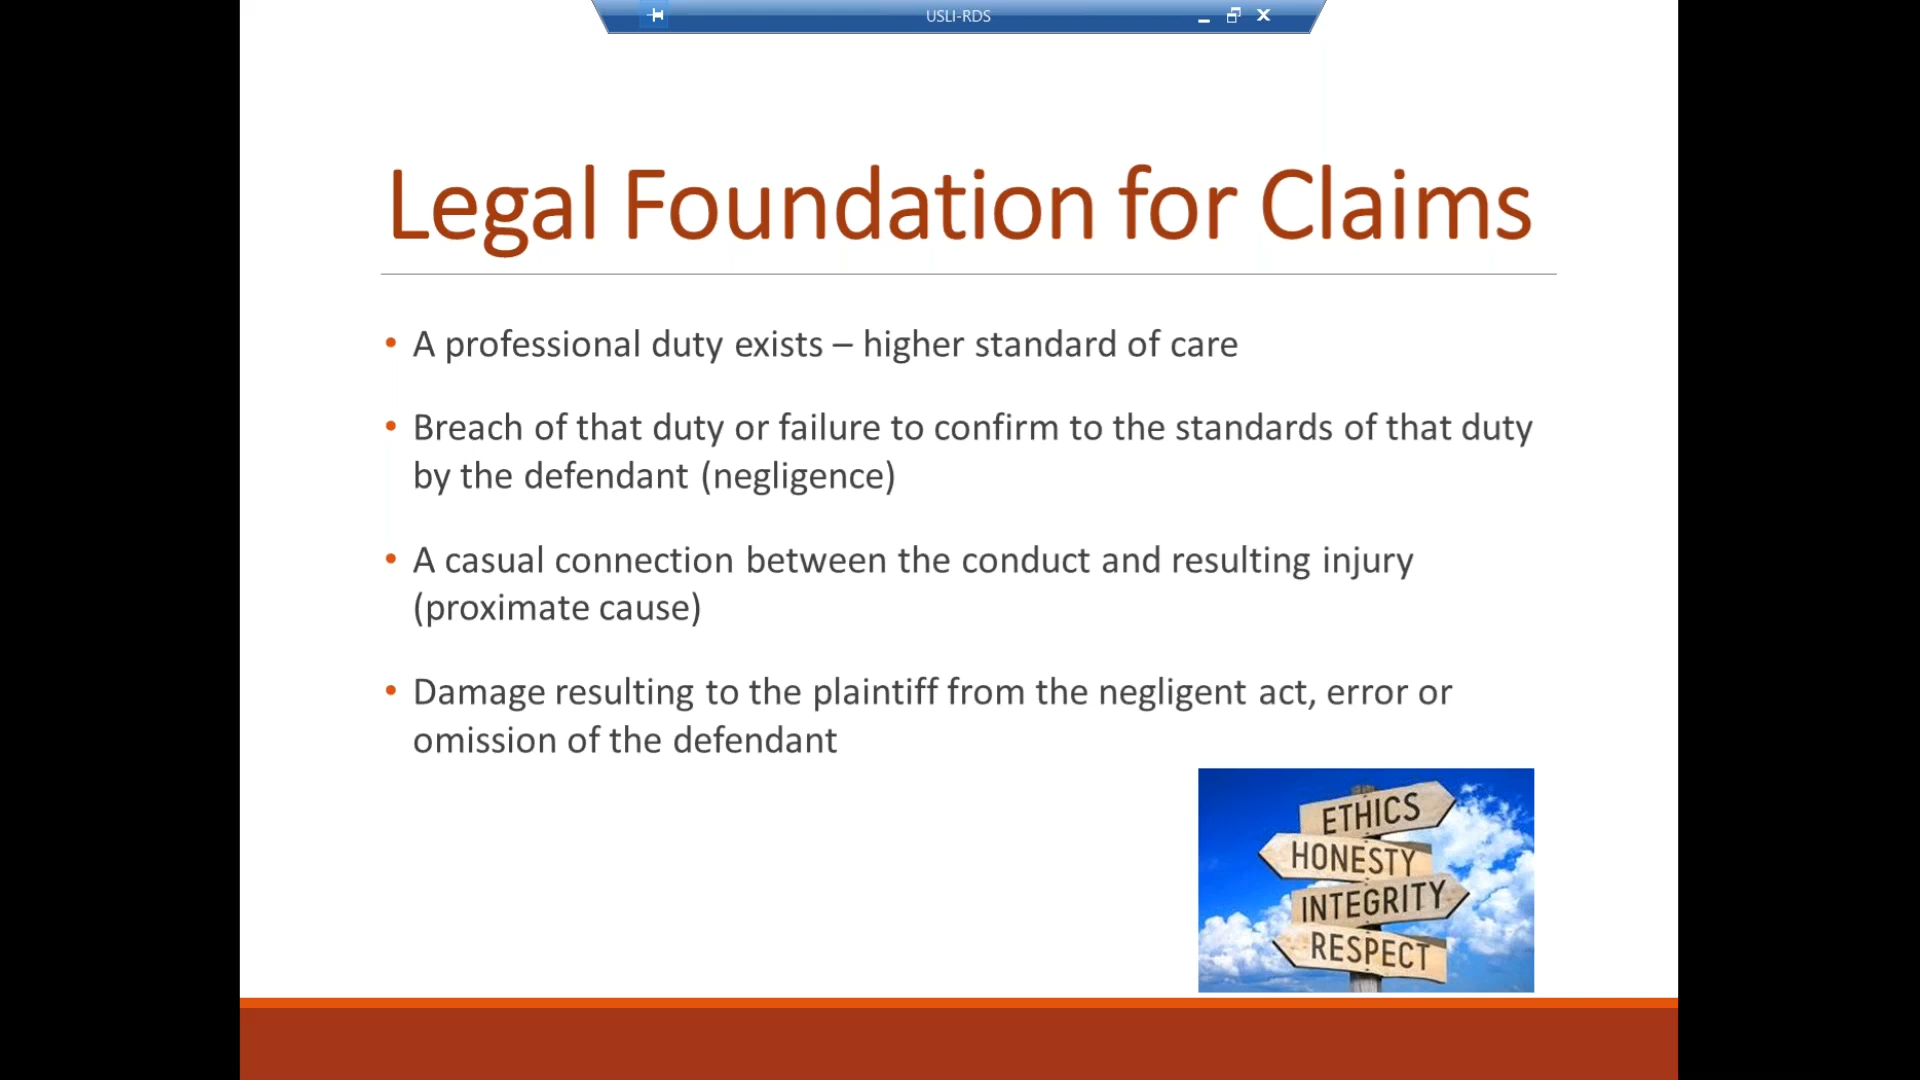 USLI-RDS
Legal Foundation for Claims
• A professional duty exists – higher standard of care
• Breach of that duty or failure to confirm to the standards of that duty
by the defendant (negligence)
• A casual connection between the conduct and resulting injury
(proximate cause)
• Damage resulting to the plaintiff from the negligent act, error or
omission of the defendant
ETHICS
HONESTY
INTEGRITY
RESPECT